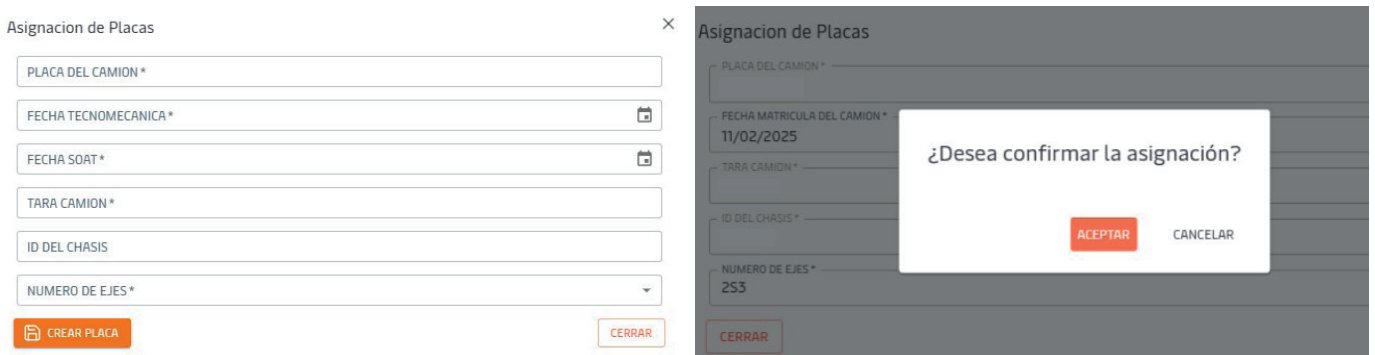 Asignacion de Placas
PLACA DEL CAMION *
FECHA TECNOMECANICA *
FECHA SOAT *
TARA CAMION *
ID DEL CHASIS
NUMERO DE EJES *
CREAR PLACA
CERRAR
Asignacion de Placas
PLACA DEL CAMION *
FECHA MATRICULA DEL CAMION *
11/02/2025
TARA CAMION *
ID DEL CHASIS *
NUMERO DE EJES *
2S3
CERRAR
¿Desea confirmar la asignación?
ACEPTAR
CANCELAR